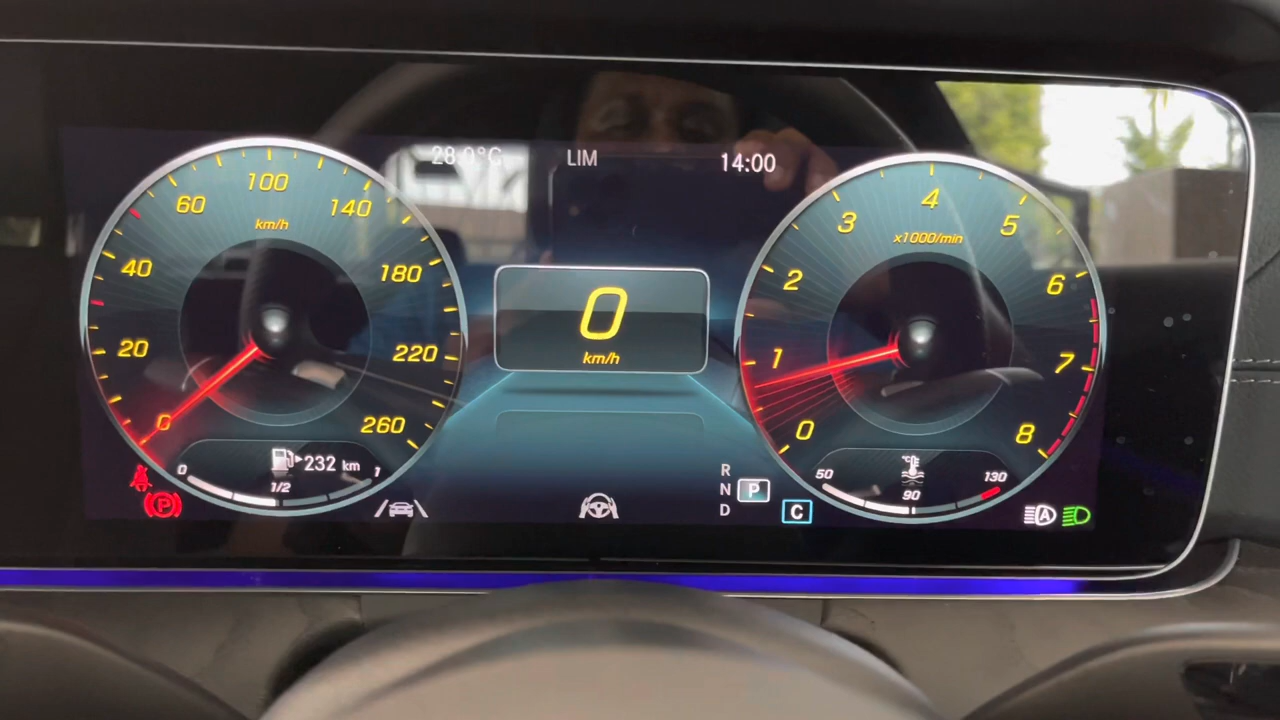 28.0°C LIM 14:00
100
60 140
km/h
40 180
20 220
0 260
232 km
0 1/2 1
0
km/h
4
3 5
x1000/min
2 6
1 7
0 8
°C
50 90 130
R
N P
D
C
P
A